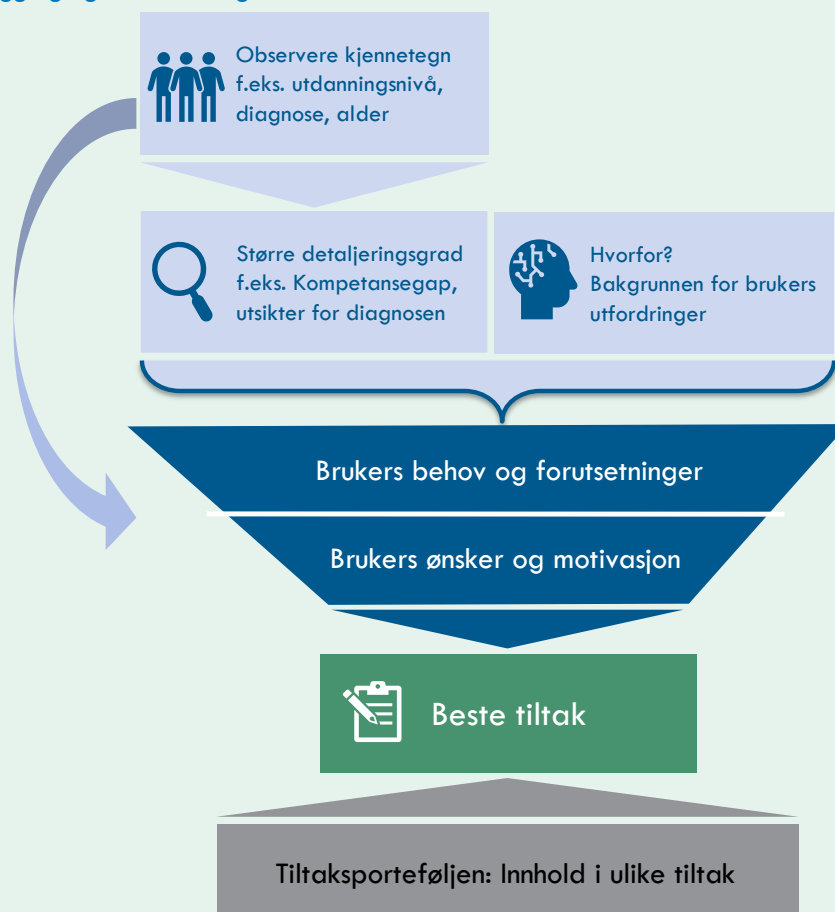 Observere kjennetegn
f.eks. utdanningsnivå,
diagnose, alder
Større detaljeringsgrad
f.eks. Kompetansegap,
utsikter for diagnosen
Hvorfor?
Bakgrunnen for brukers
utfordringer
Brukers behov og forutsetninger
Brukers ønsker og motivasjon
Beste tiltak
Tiltaksporteføljen: Innhold i ulike tiltak